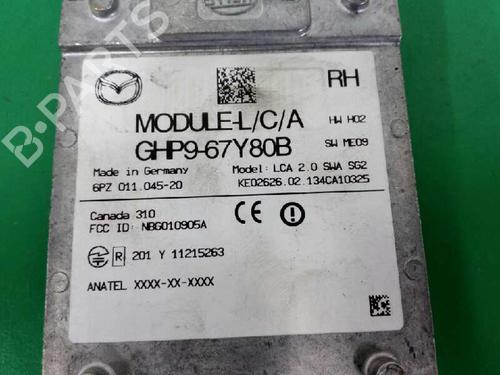 B-PARTS
RH
MODULE-L/C/A
HW H02
GHP9-67Y80B
SW ME09
Made in Germany
Model: LCA 2.0 SWA SG2
6PZ 011.045-20
KE02626.02.134CA10325
Canada 310
FCC ID: NBG010905A
CE
R 201 Y 11215263
ANATEL XXXX-XX-XXXX